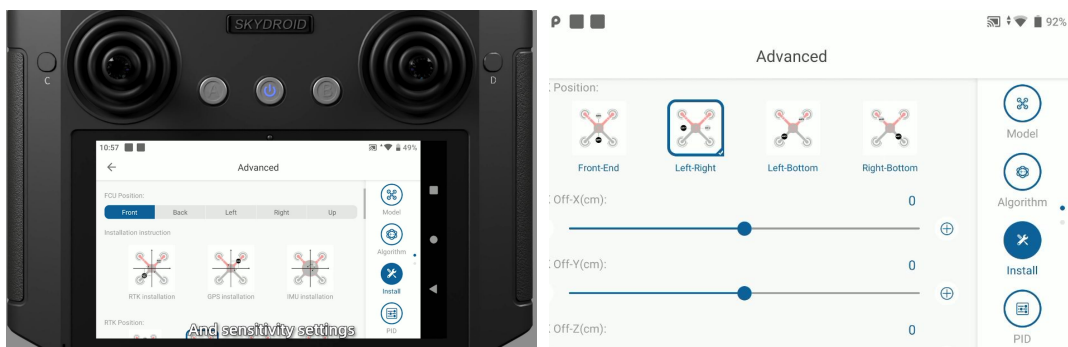 SKYDROID
C
A
B
D
10:57
49%
Advanced
FCU Position:
Front
Back
Left
Right
Up
Model
Installation instruction
Algorithm
RTK installation
GPS installation
IMU installation
Install
RTK Position:
PID
And sensitivity settings
92%
Advanced
Position:
Front-End
Left-Right
Left-Bottom
Right-Bottom
Model
Off-X(cm):
0
Algorithm
Off-Y(cm):
0
Install
Off-Z(cm):
0
PID